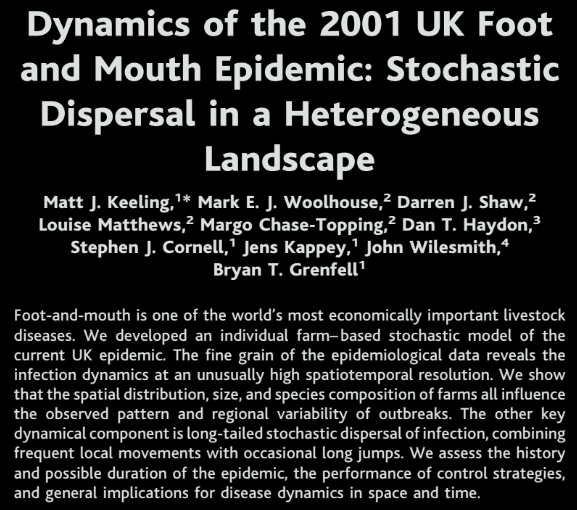 Dynamics of the 2001 UK Foot
and Mouth Epidemic: Stochastic
Dispersal in a Heterogeneous
Landscape
Matt J. Keeling,¹* Mark E. J. Woolhouse,² Darren J. Shaw,²
Louise Matthews,² Margo Chase-Topping,² Dan T. Haydon,³
Stephen J. Cornell,¹ Jens Kappey,¹ John Wilesmith,⁴
Bryan T. Grenfell¹
Foot-and-mouth is one of the world's most economically important livestock
diseases. We developed an individual farm–based stochastic model of the
current UK epidemic. The fine grain of the epidemiological data reveals the
infection dynamics at an unusually high spatiotemporal resolution. We show
that the spatial distribution, size, and species composition of farms all influence
the observed pattern and regional variability of outbreaks. The other key
dynamical component is long-tailed stochastic dispersal of infection, combining
frequent local movements with occasional long jumps. We assess the history
and possible duration of the epidemic, the performance of control strategies,
and general implications for disease dynamics in space and time.